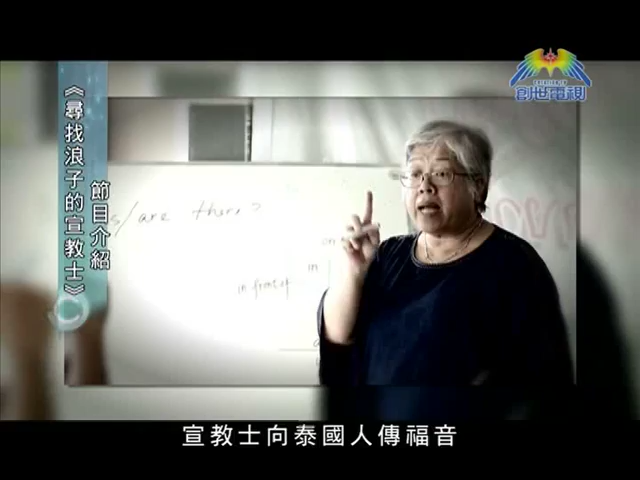 創世電視
《尋找浪子的宣教士》
節目介紹
s/are there?
on
in
in front of
宣教士向泰國人傳福音